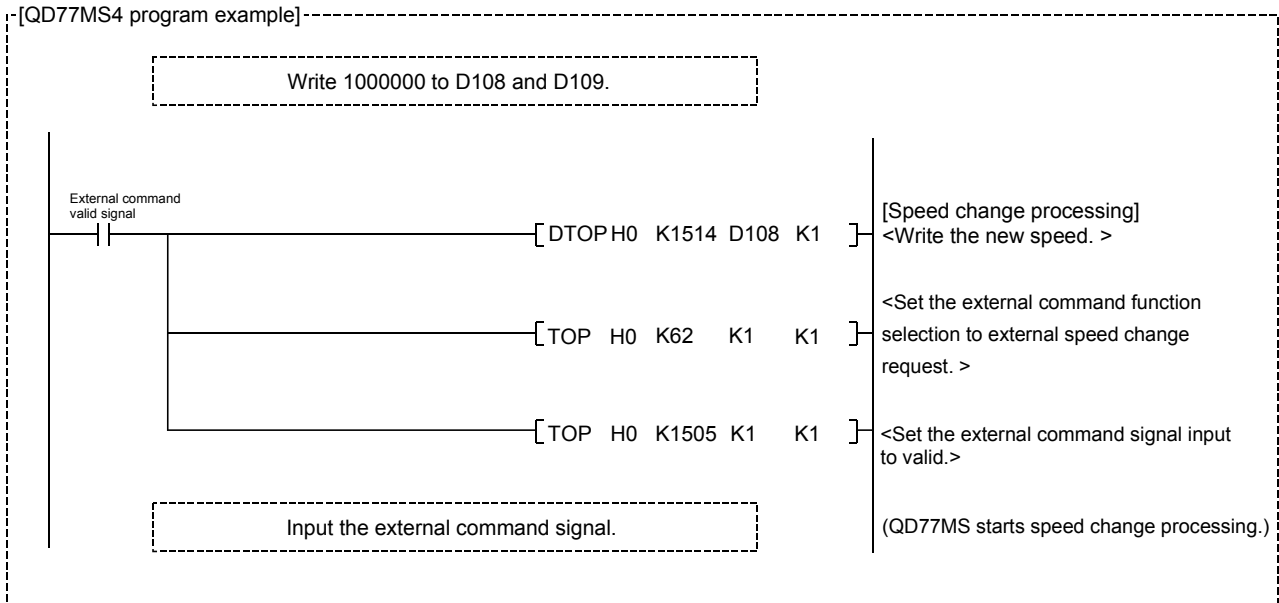 [QD77MS4 program example]
Write 1000000 to D108 and D109.
External command
valid signal
DTOP H0 K1514 D108 K1
[Speed change processing]
<Write the new speed. >
TOP H0 K62 K1 K1
<Set the external command function
selection to external speed change
request. >
TOP H0 K1505 K1 K1
<Set the external command signal input
to valid.>
Input the external command signal.
(QD77MS starts speed change processing.)